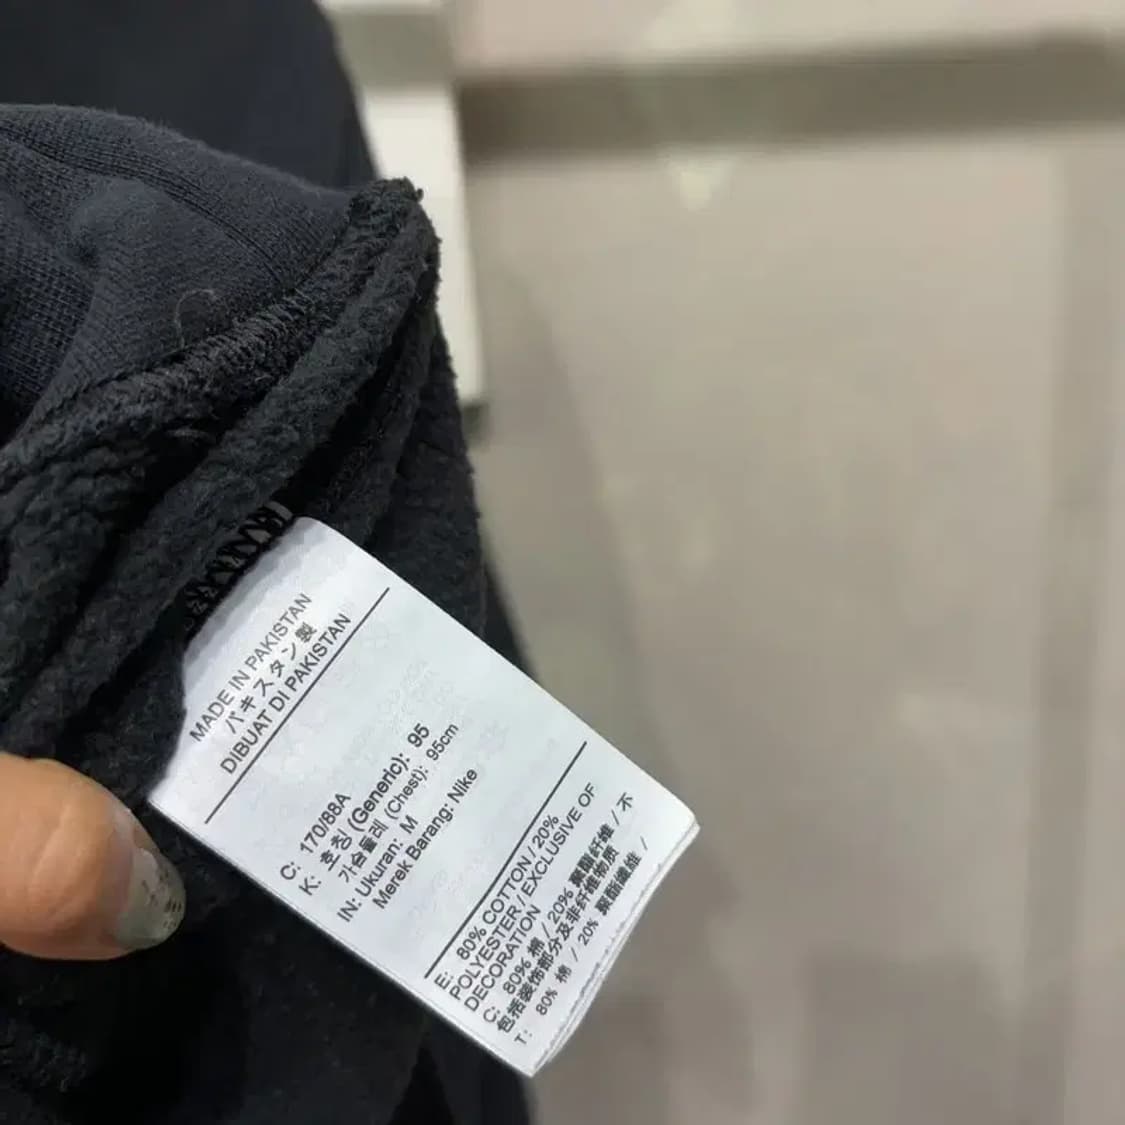 MADE IN PAKISTAN
パキスタン製
DIBUAT DI PAKISTAN
C: 170/88A
K: 호칭 (Generic): 95
가슴둘레 (Chest): 95cm
IN: Ukuran: M
Merek Barang: Nike
E: 80% COTTON / 20%
POLYESTER / EXCLUSIVE OF
DECORATION
C: 80% 棉 / 20% 聚酯纤维 / 不
包括装饰部分及非纤维物质
T: 80% 棉 / 20% 聚酯纖維 /